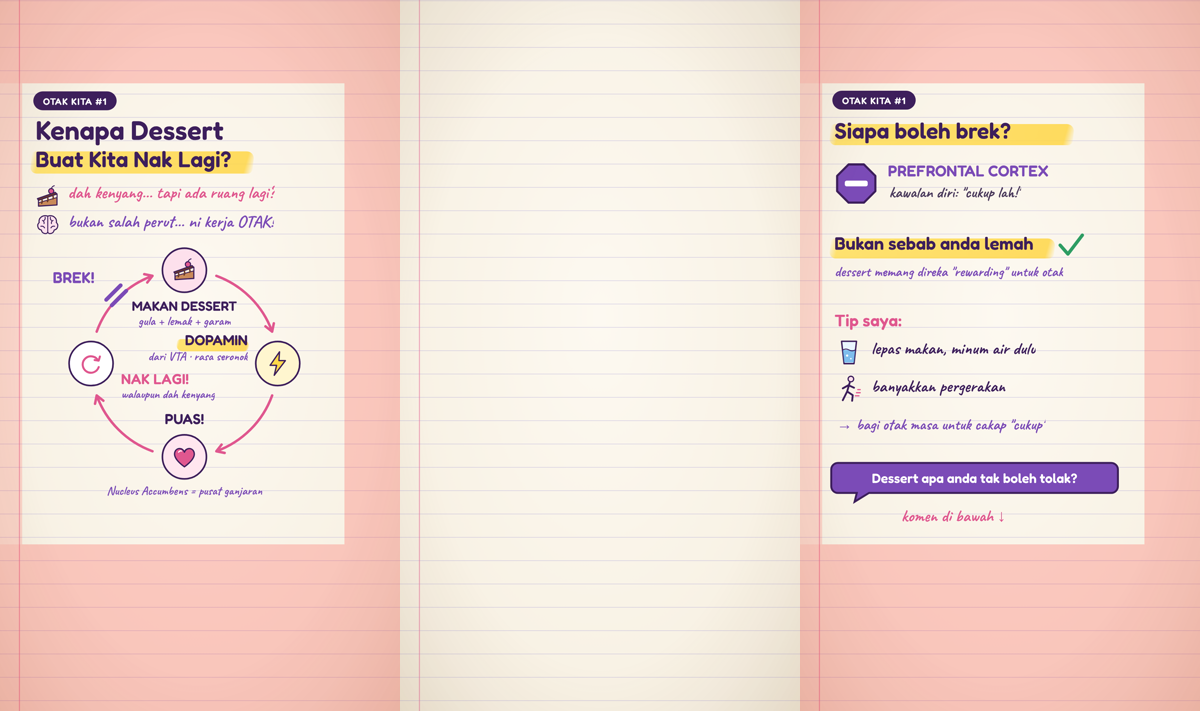 OTAK KITA #1
Kenapa Dessert
Buat Kita Nak Lagi?
dah kenyang... tapi ada ruang lagi?
bukan salah perut... ni kerja OTAK!
BREK!
MAKAN DESSERT
gula + lemak + garam
DOPAMIN
dari VTA · rasa seronok
NAK LAGI!
walaupun dah kenyang
PUAS!
Nucleus Accumbens = pusat ganjaran
OTAK KITA #1
Siapa boleh brek?
PREFRONTAL CORTEX
kawalan diri: "cukup lah!"
Bukan sebab anda lemah
dessert memang direka "rewarding" untuk otak
Tip saya:
lepas makan, minum air dulu
banyakkan pergerakan
→ bagi otak masa untuk cakap "cukup"
Dessert apa anda tak boleh tolak?
komen di bawah ↓